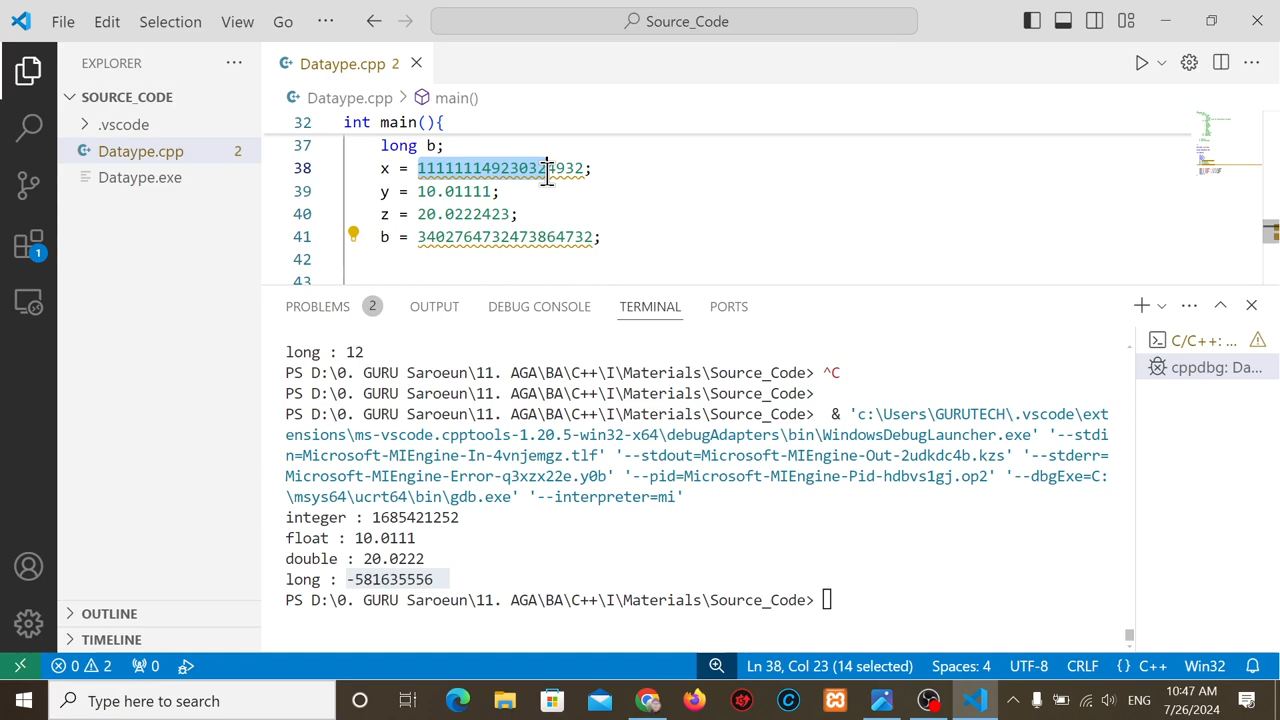 File Edit Selection View Go ··· Source_Code
EXPLORER ···
SOURCE_CODE
.vscode
Dataype.cpp 2
Dataype.exe
OUTLINE
TIMELINE
1
Dataype.cpp 2
Dataype.cpp > main()
32 int main(){
37 long b;
38 x = 111111149230324932;
39 y = 10.01111;
40 z = 20.0222423;
41 b = 3402764732473864732;
42
43
PROBLEMS 2 OUTPUT DEBUG CONSOLE TERMINAL PORTS
long : 12
PS D:\0. GURU Saroeun\11. AGA\BA\C++\I\Materials\Source_Code> ^C
PS D:\0. GURU Saroeun\11. AGA\BA\C++\I\Materials\Source_Code>
PS D:\0. GURU Saroeun\11. AGA\BA\C++\I\Materials\Source_Code> & 'c:\Users\GURUTECH\.vscode\ext
ensions\ms-vscode.cpptools-1.20.5-win32-x64\debugAdapters\bin\WindowsDebugLauncher.exe' '--stdi
n=Microsoft-MIEngine-In-4vnjemgz.tlf' '--stdout=Microsoft-MIEngine-Out-2udkdc4b.kzs' '--stderr=
Microsoft-MIEngine-Error-q3xzx22e.y0b' '--pid=Microsoft-MIEngine-Pid-hdbvs1gj.op2' '--dbgExe=C:
\msys64\ucrt64\bin\gdb.exe' '--interpreter=mi'
integer : 1685421252
float : 10.0111
double : 20.0222
long : -581635556
PS D:\0. GURU Saroeun\11. AGA\BA\C++\I\Materials\Source_Code>
C/C++: ...
cppdbg: Da...
0 2 0 Ln 38, Col 23 (14 selected) Spaces: 4 UTF-8 CRLF {} C++ Win32
Type here to search ENG 10:47 AM
7/26/2024